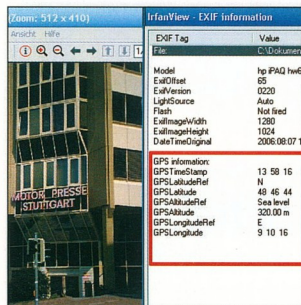 (Zoom: 512 x 410)
Ansicht Hilfe
MOTOR PRESSE
STUTTGART
IrfanView - EXIF information
EXIF Tag Value
File: C:\Dokumen
Model hp iPAQ hw6
ExifOffset 65
ExifVersion 0220
LightSource Auto
Flash Not fired
ExifImageWidth 1280
ExifImageHeight 1024
DateTimeOriginal 2006:08:07 1
GPS information:
GPSTimeStamp 13 58 16
GPSLatitudeRef N
GPSLatitude 48 46 44
GPSAltitudeRef Sea level
GPSAltitude 320.00 m
GPSLongitudeRef E
GPSLongitude 9 10 16